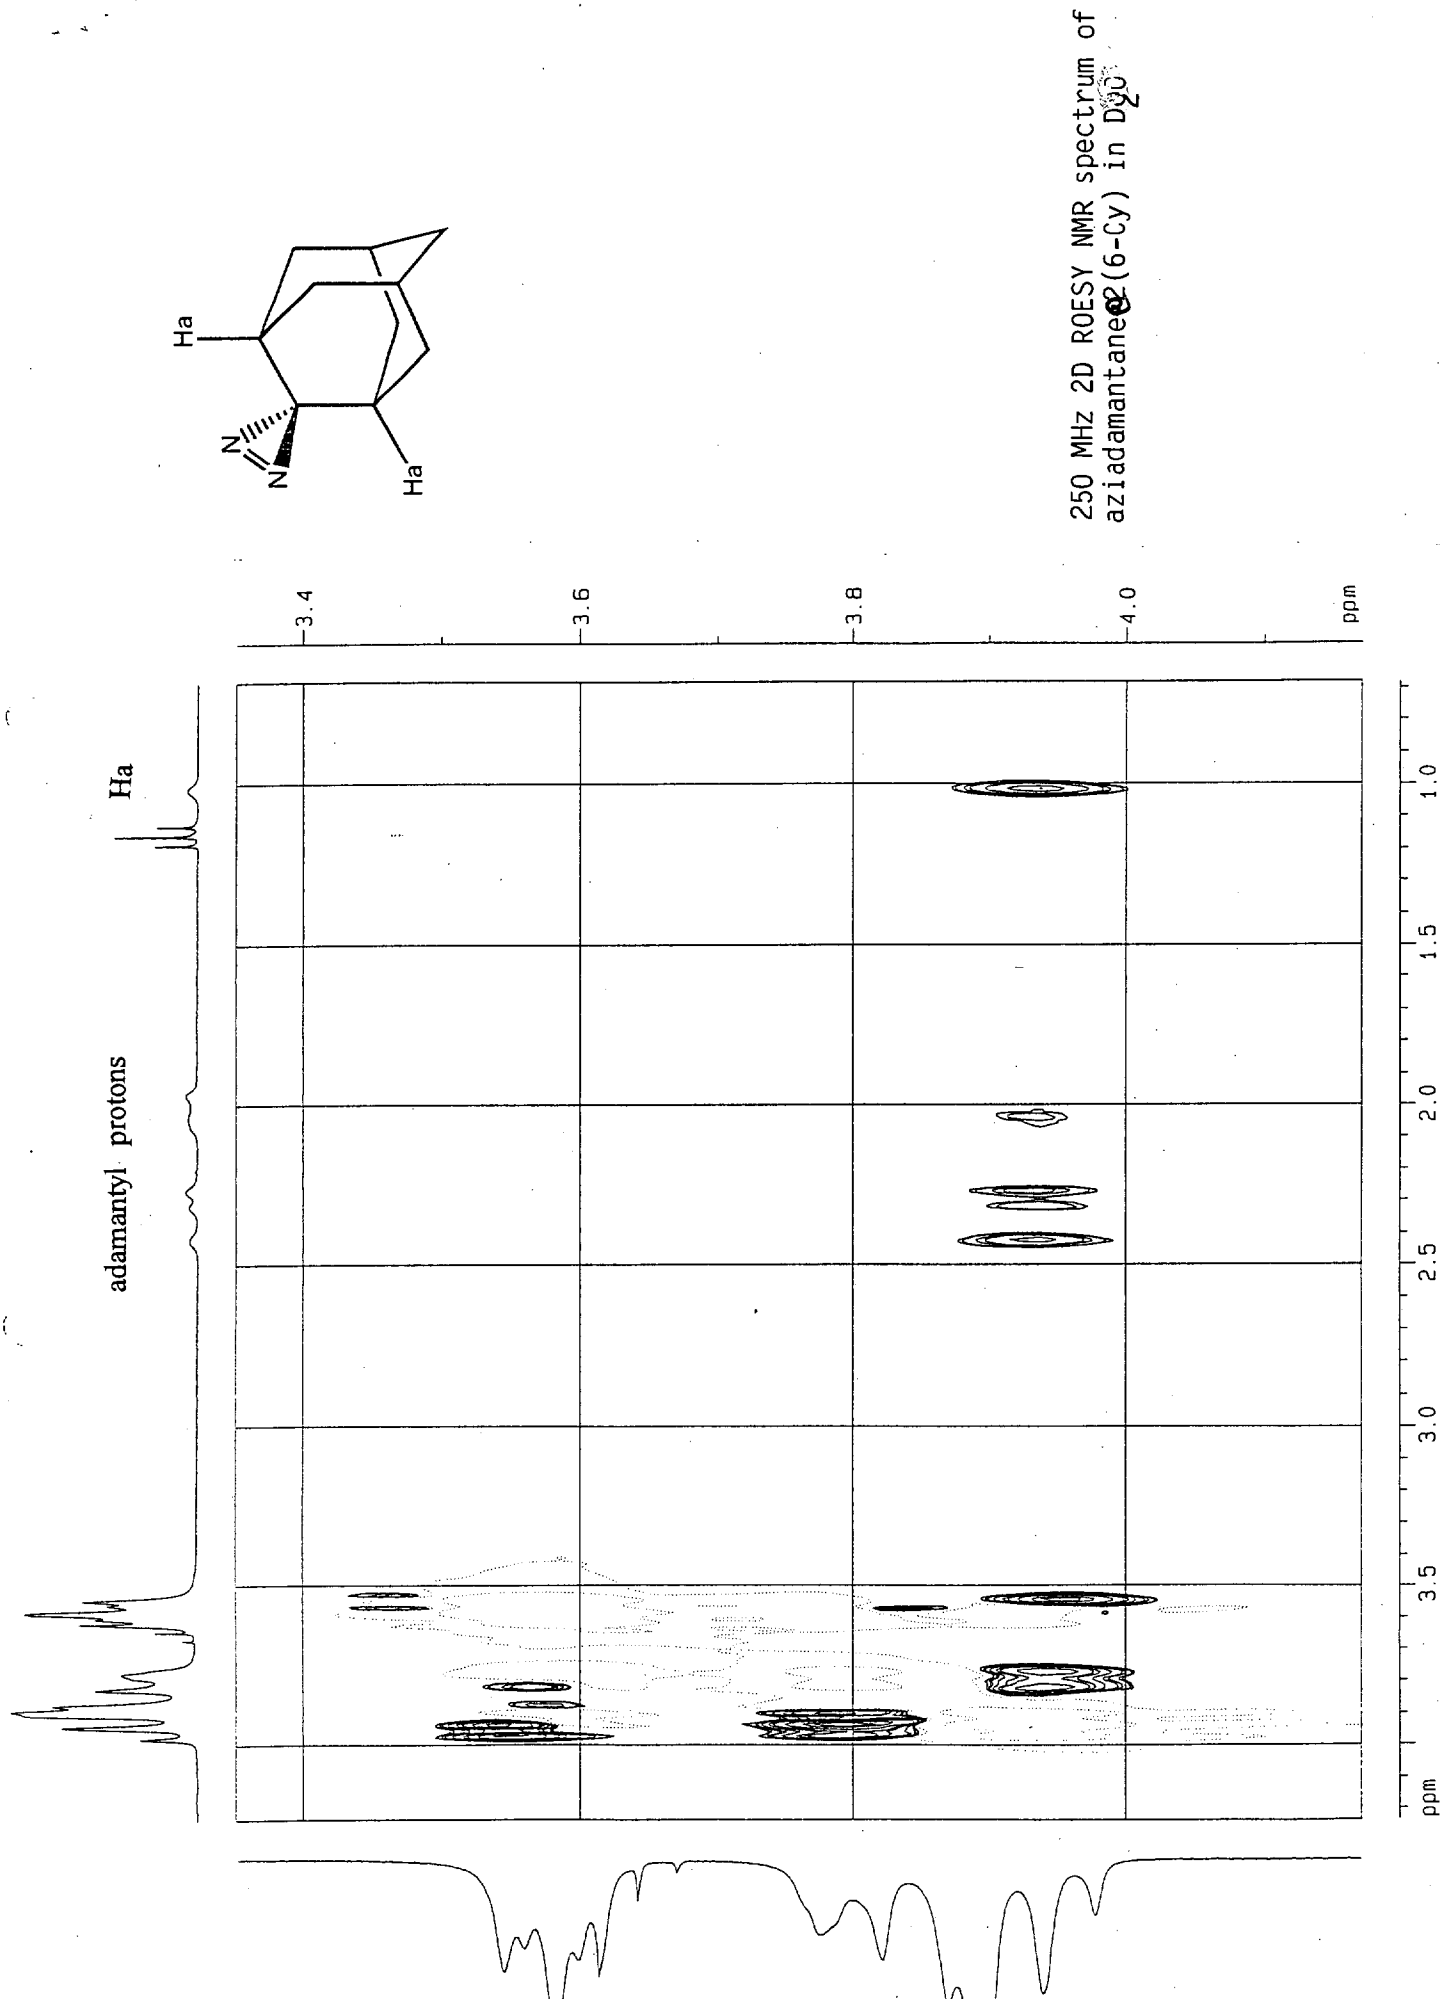 Ha
N
N
Ha
250 MHz 2D ROESY NMR spectrum of
aziadamantane@2(6-Cy) in D2O
adamantyl protons
Ha
3.4
3.6
3.8
4.0
ppm
ppm
3.5
3.0
2.5
2.0
1.5
1.0